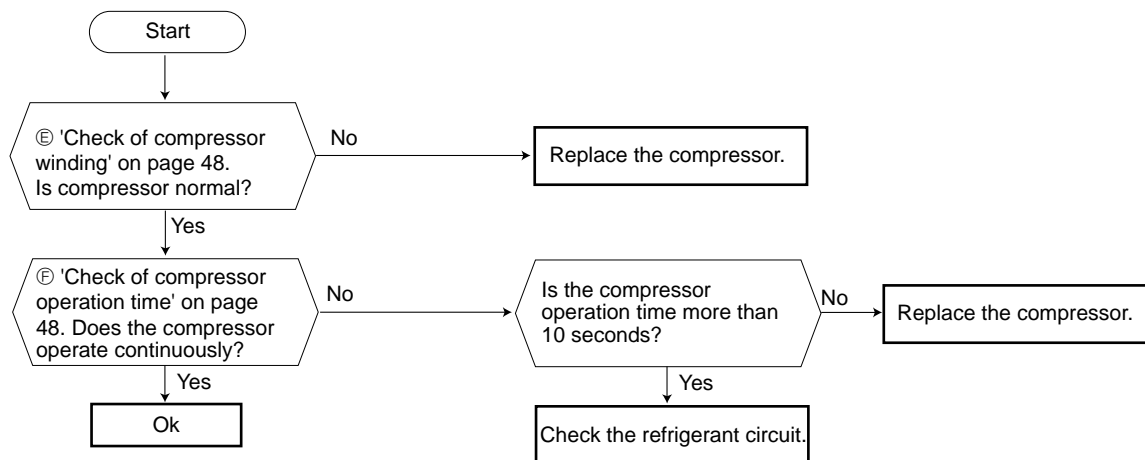 Start
Ⓔ 'Check of compressor
winding' on page 48.
Is compressor normal?
No
Replace the compressor.
Yes
Ⓕ 'Check of compressor
operation time' on page
48. Does the compressor
operate continuously?
No
Is the compressor
operation time more than
10 seconds?
No
Replace the compressor.
Yes
Ok
Yes
Check the refrigerant circuit.